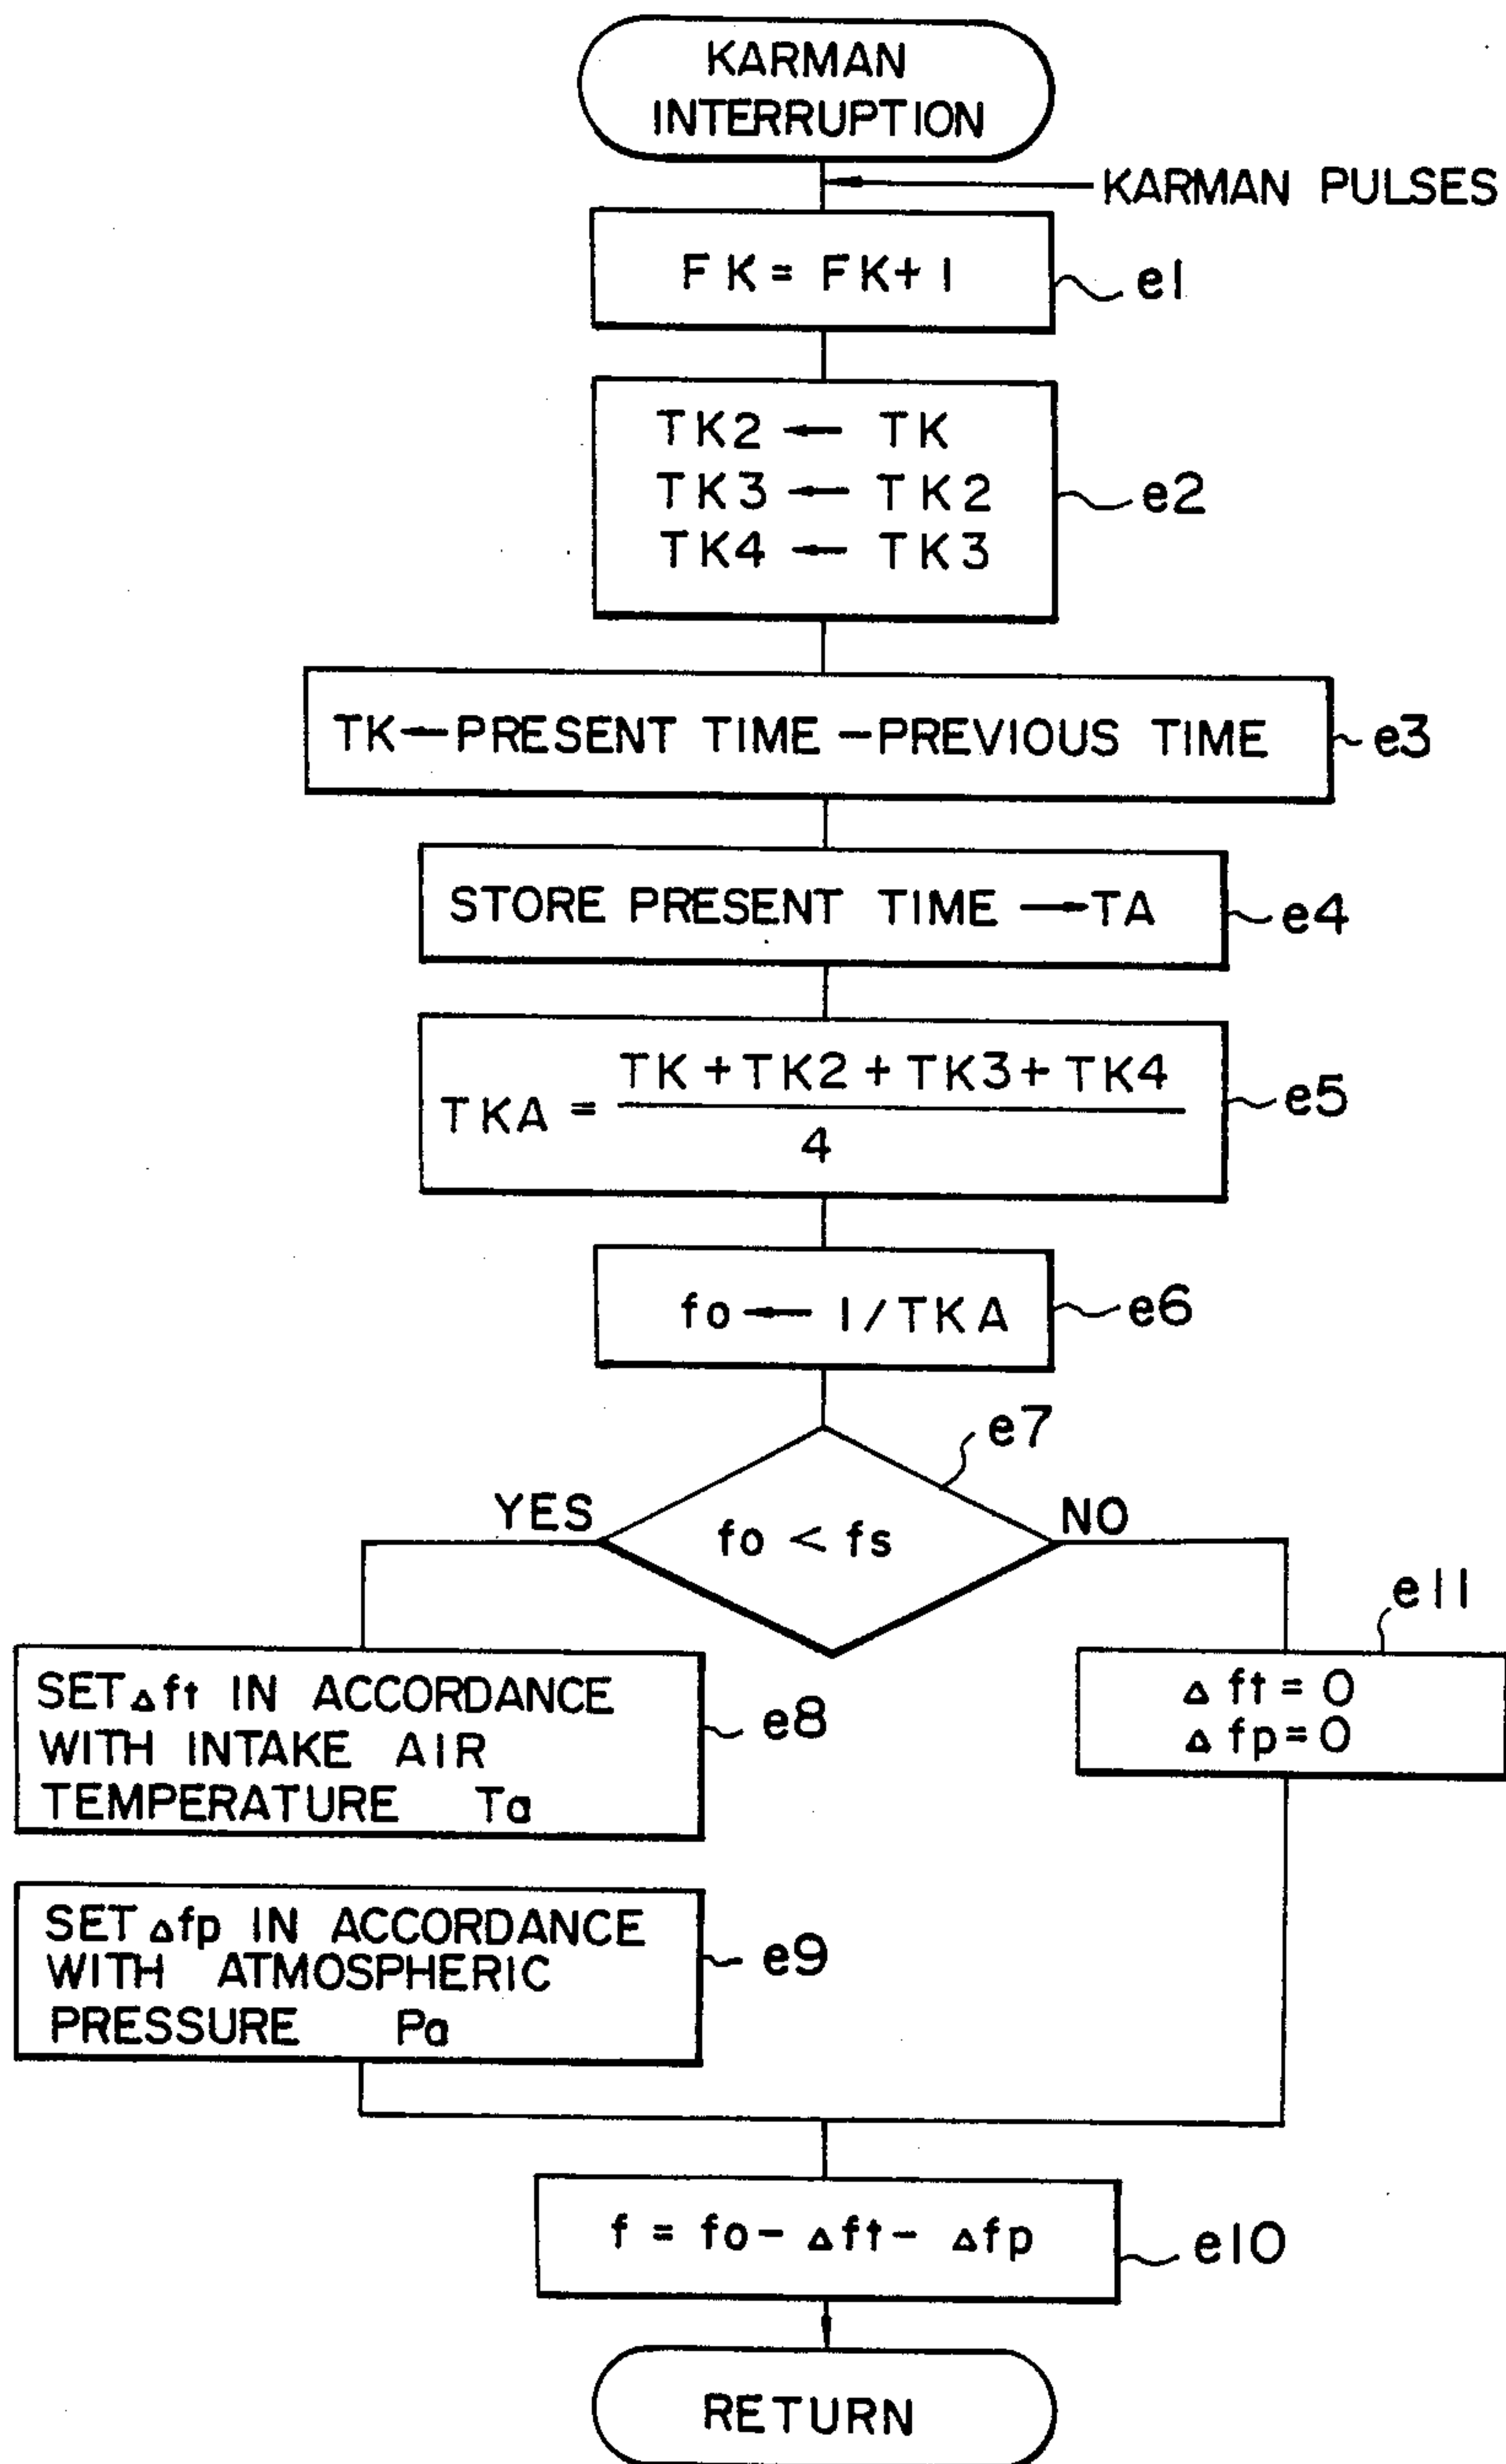 KARMAN
INTERRUPTION
KARMAN PULSES
FK = FK+1
e1
TK2 ← TK
TK3 ← TK2
TK4 ← TK3
e2
TK←PRESENT TIME −PREVIOUS TIME
e3
STORE PRESENT TIME →TA
e4
TKA = TK+TK2+TK3+TK4
4
e5
fo ← 1/TKA
e6
e7
YES
fo < fs
NO
e11
SET Δft IN ACCORDANCE
WITH INTAKE AIR
TEMPERATURE Ta
e8
Δft=0
Δfp=0
SET Δfp IN ACCORDANCE
WITH ATMOSPHERIC
PRESSURE Pa
e9
f = fo− Δft− Δfp
e10
RETURN